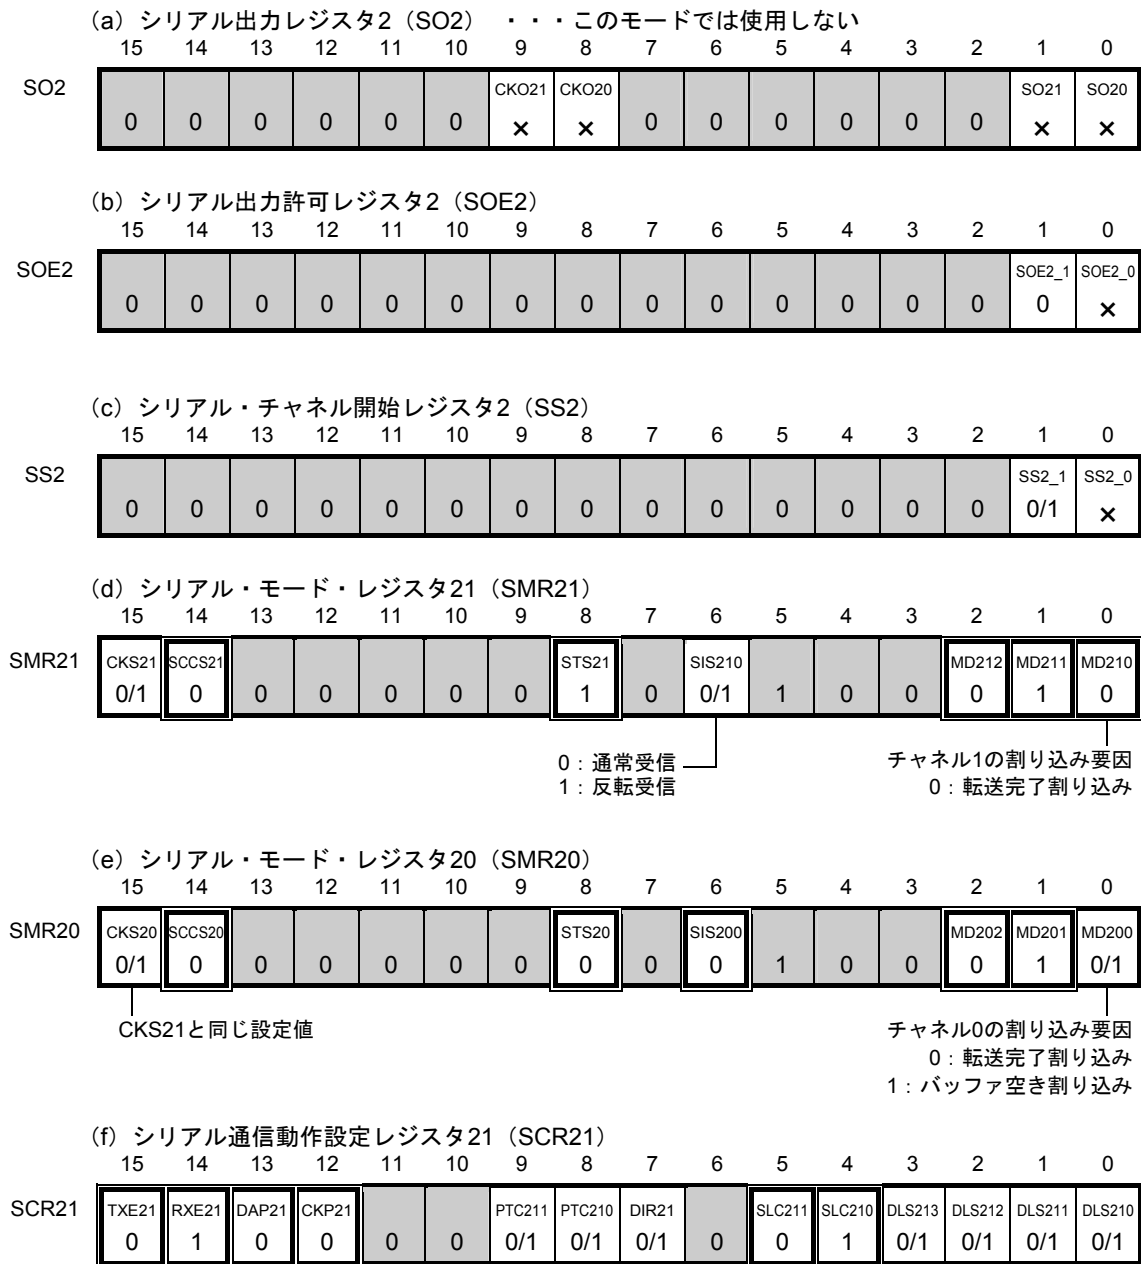 (a) シリアル出力レジスタ2（SO2） ・・・このモードでは使用しない
15 14 13 12 11 10 9 8 7 6 5 4 3 2 1 0
SO2 CKO21 CKO20 SO21 SO20
0 0 0 0 0 0 × × 0 0 0 0 0 0 × ×
(b) シリアル出力許可レジスタ2（SOE2）
15 14 13 12 11 10 9 8 7 6 5 4 3 2 1 0
SOE2 SOE2_1 SOE2_0
0 0 0 0 0 0 0 0 0 0 0 0 0 0 0 ×
(c) シリアル・チャネル開始レジスタ2（SS2）
15 14 13 12 11 10 9 8 7 6 5 4 3 2 1 0
SS2 SS2_1 SS2_0
0 0 0 0 0 0 0 0 0 0 0 0 0 0 0/1 ×
(d) シリアル・モード・レジスタ21（SMR21）
15 14 13 12 11 10 9 8 7 6 5 4 3 2 1 0
SMR21 CKS21 SCCS21 STS21 SIS210 MD212 MD211 MD210
0/1 0 0 0 0 0 0 1 0 0/1 1 0 0 0 1 0
0：通常受信
1：反転受信
チャネル1の割り込み要因
0：転送完了割り込み
(e) シリアル・モード・レジスタ20（SMR20）
15 14 13 12 11 10 9 8 7 6 5 4 3 2 1 0
SMR20 CKS20 SCCS20 STS20 SIS200 MD202 MD201 MD200
0/1 0 0 0 0 0 0 0 0 0 1 0 0 0 1 0/1
CKS21と同じ設定値
チャネル0の割り込み要因
0：転送完了割り込み
1：バッファ空き割り込み
(f) シリアル通信動作設定レジスタ21（SCR21）
15 14 13 12 11 10 9 8 7 6 5 4 3 2 1 0
SCR21 TXE21 RXE21 DAP21 CKP21 PTC211 PTC210 DIR21 SLC211 SLC210 DLS213 DLS212 DLS211 DLS210
0 1 0 0 0 0 0/1 0/1 0/1 0 0 1 0/1 0/1 0/1 0/1